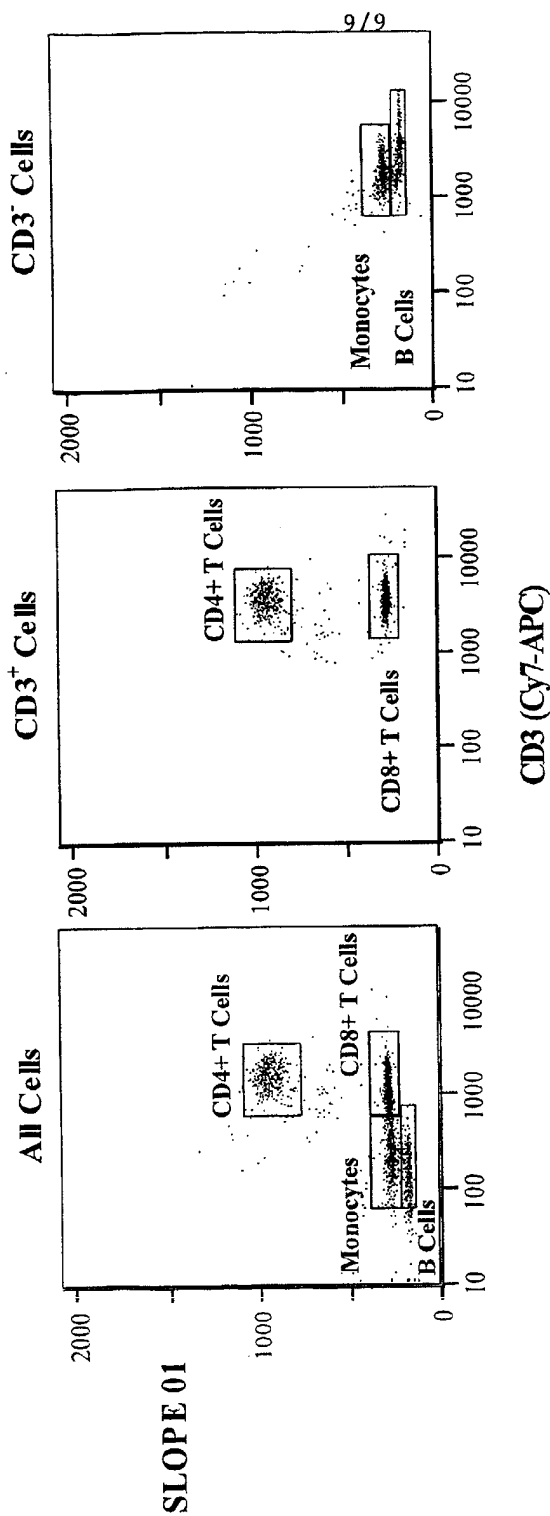 6/6
All Cells
CD3⁺ Cells
CD3⁻ Cells
SLOPE 01
2000
1000
0
CD4+ T Cells
Monocytes
CD8+ T Cells
B Cells
10
100
1000
10000
2000
1000
0
CD4+ T Cells
CD8+ T Cells
10
100
1000
10000
2000
1000
0
Monocytes
B Cells
10
100
1000
10000
CD3 (Cy7-APC)